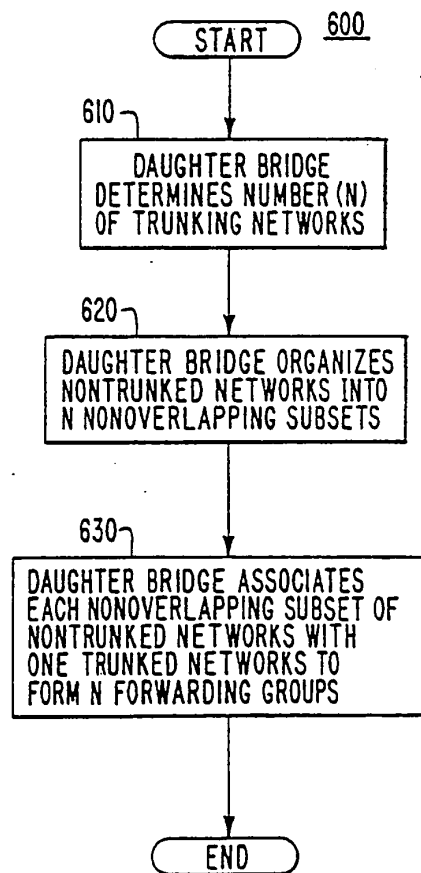 START
600
610
DAUGHTER BRIDGE
DETERMINES NUMBER (N)
OF TRUNKING NETWORKS
620
DAUGHTER BRIDGE ORGANIZES
NONTRUNKED NETWORKS INTO
N NONOVERLAPPING SUBSETS
630
DAUGHTER BRIDGE ASSOCIATES
EACH NONOVERLAPPING SUBSET OF
NONTRUNKED NETWORKS WITH
ONE TRUNKED NETWORKS TO
FORM N FORWARDING GROUPS
END